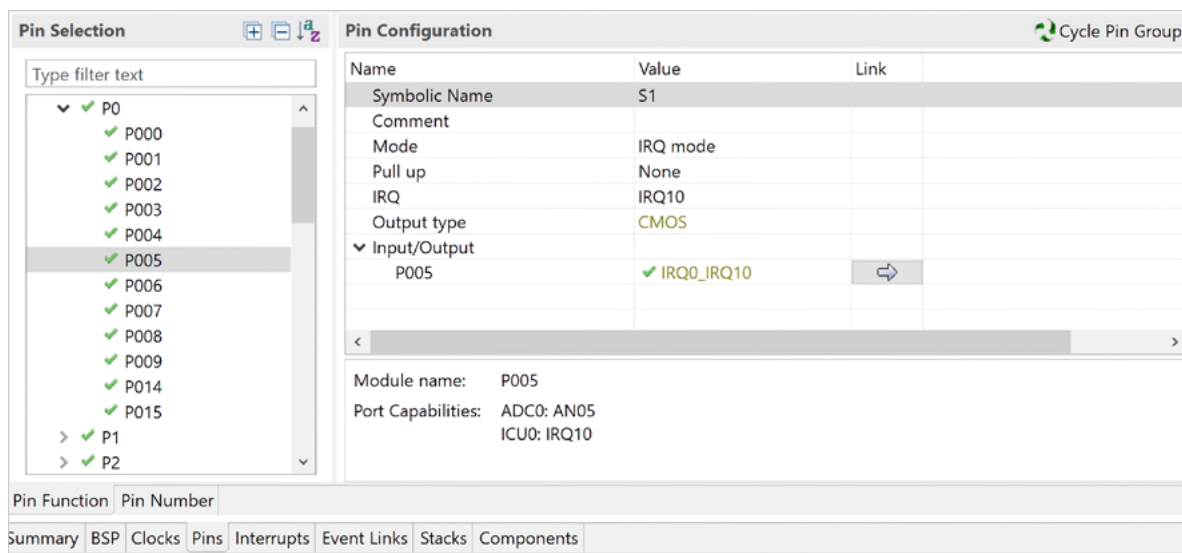 Pin Selection
Type filter text
P0
P000
P001
P002
P003
P004
P005
P006
P007
P008
P009
P014
P015
P1
P2
Pin Configuration
Cycle Pin Group
Name Value Link
Symbolic Name S1
Comment
Mode IRQ mode
Pull up None
IRQ IRQ10
Output type CMOS
Input/Output
P005 IRQ0_IRQ10
Module name: P005
Port Capabilities: ADC0: AN05
ICU0: IRQ10
Pin Function Pin Number
Summary BSP Clocks Pins Interrupts Event Links Stacks Components